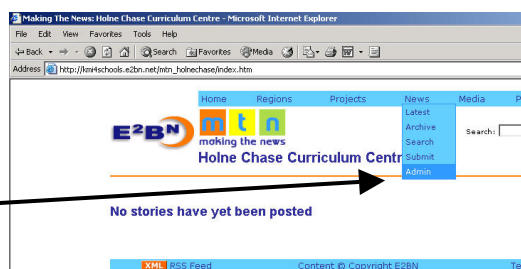 Making The News: Holne Chase Curriculum Centre - Microsoft Internet Explorer
File Edit View Favorites Tools Help
Back Search Favorites Media
Address http://kmi4schools.e2bn.net/mtn_holnechase/index.htm
Home Regions Projects News Media P
Latest
Archive
Search
Submit
Admin
Search:
E2BN
mtn
making the news
Holne Chase Curriculum Centr
No stories have yet been posted
XML RSS Feed Content © Copyright E2BN Te